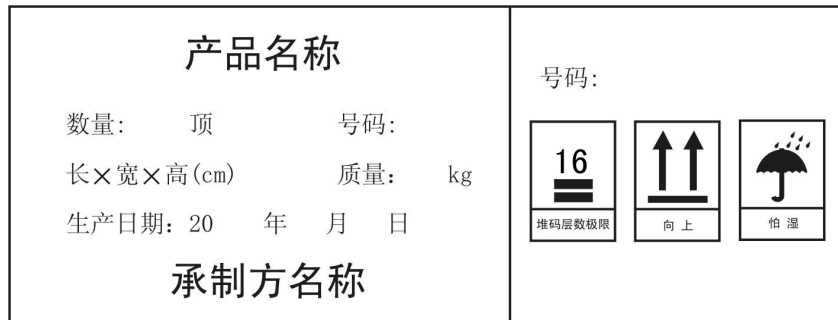 产品名称
数量: 顶 号码:
长×宽×高(cm) 质量: kg
生产日期: 20 年 月 日
承制方名称
号码:
16
堆码层数极限
向上
怕湿